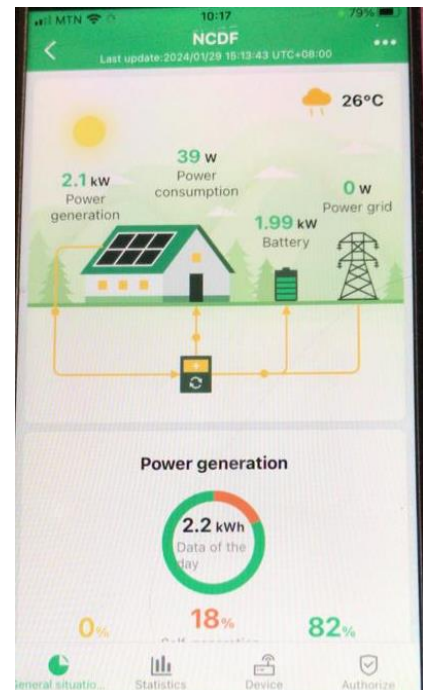 MTN 10:17 79%
NCDF
Last update:2024/01/29 15:13:43 UTC+08:00
26°C
39 w
Power
consumption
2.1 kW
Power
generation
0 w
Power grid
1.99 kW
Battery
Power generation
2.2 kWh
Data of the
day
0%
18%
82%
General situatio...
Statistics
Device
Authorize